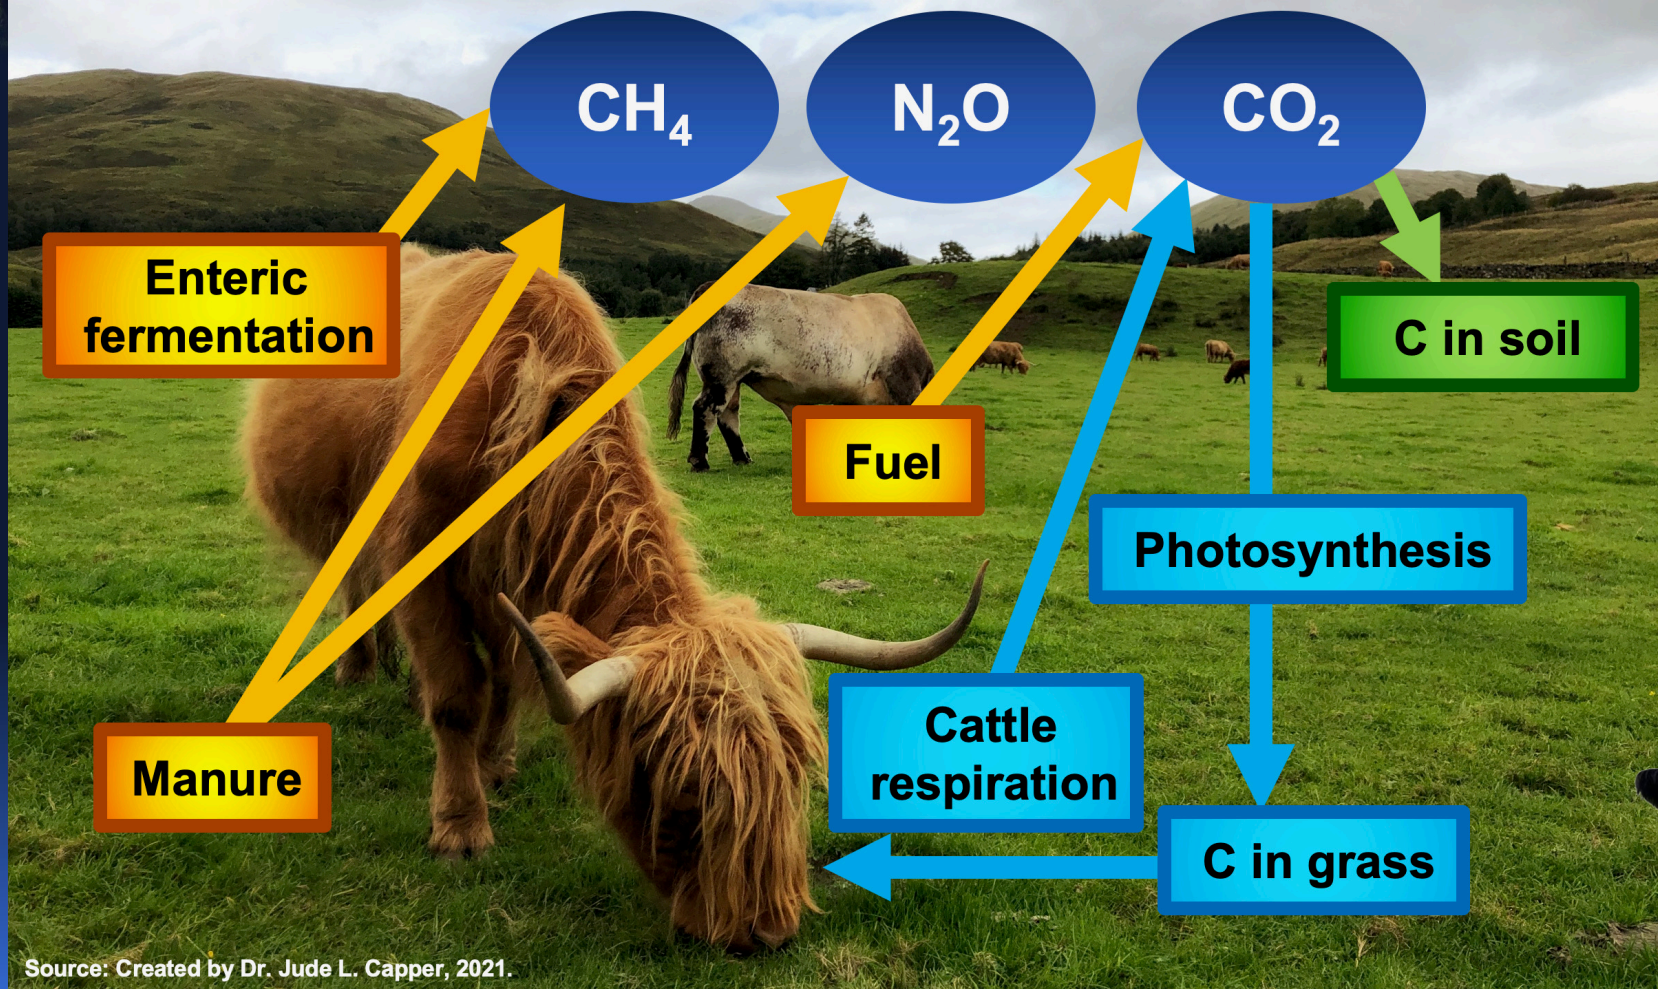 CH₄
N₂O
CO₂
Enteric
fermentation
C in soil
Fuel
Photosynthesis
Cattle
respiration
Manure
C in grass
Source: Created by Dr. Jude L. Capper, 2021.